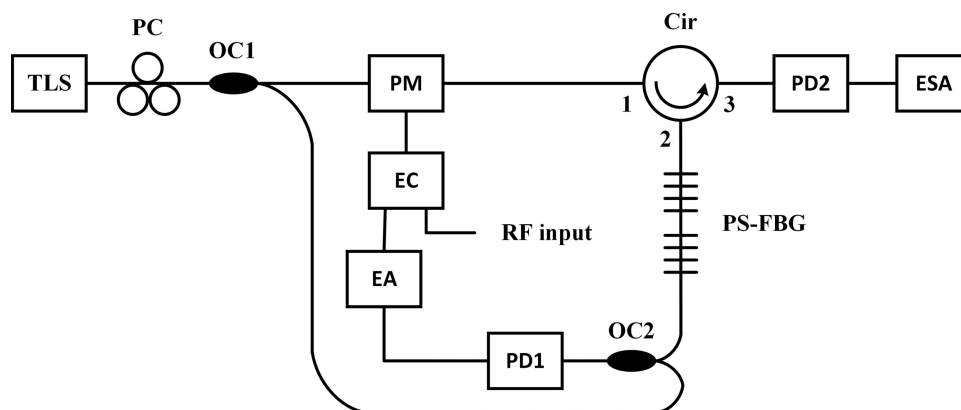 Cir
PC
OC1
TLS
PM
PD2
ESA
1
3
2
EC
PS-FBG
RF input
EA
OC2
PD1